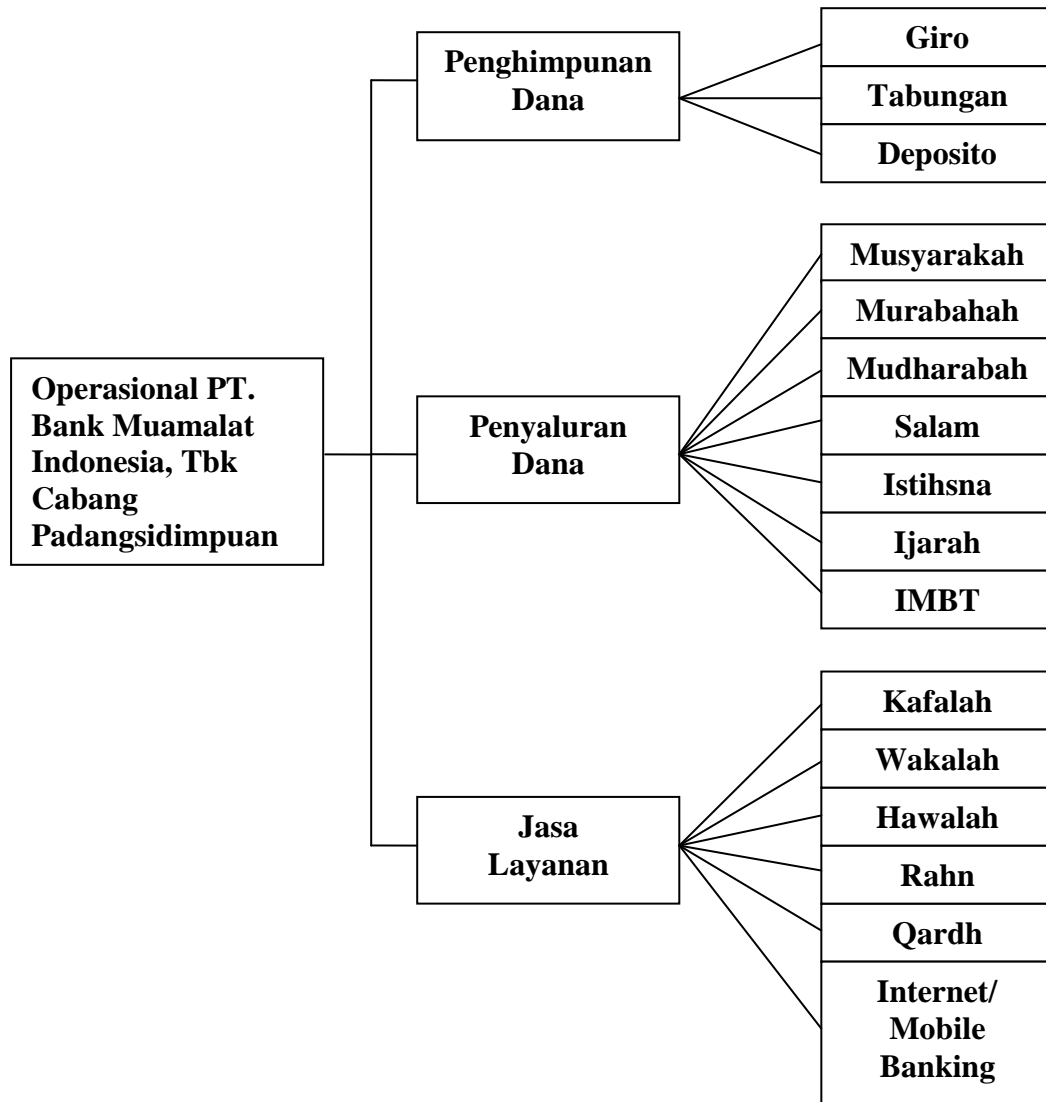 Operasional PT.
Bank Muamalat
Indonesia, Tbk
Cabang
Padangsidimpuan
Penghimpunan
Dana
Giro
Tabungan
Deposito
Penyaluran
Dana
Musyarakah
Murabahah
Mudharabah
Salam
Istihsna
Ijarah
IMBT
Jasa
Layanan
Kafalah
Wakalah
Hawalah
Rahn
Qardh
Internet/
Mobile
Banking